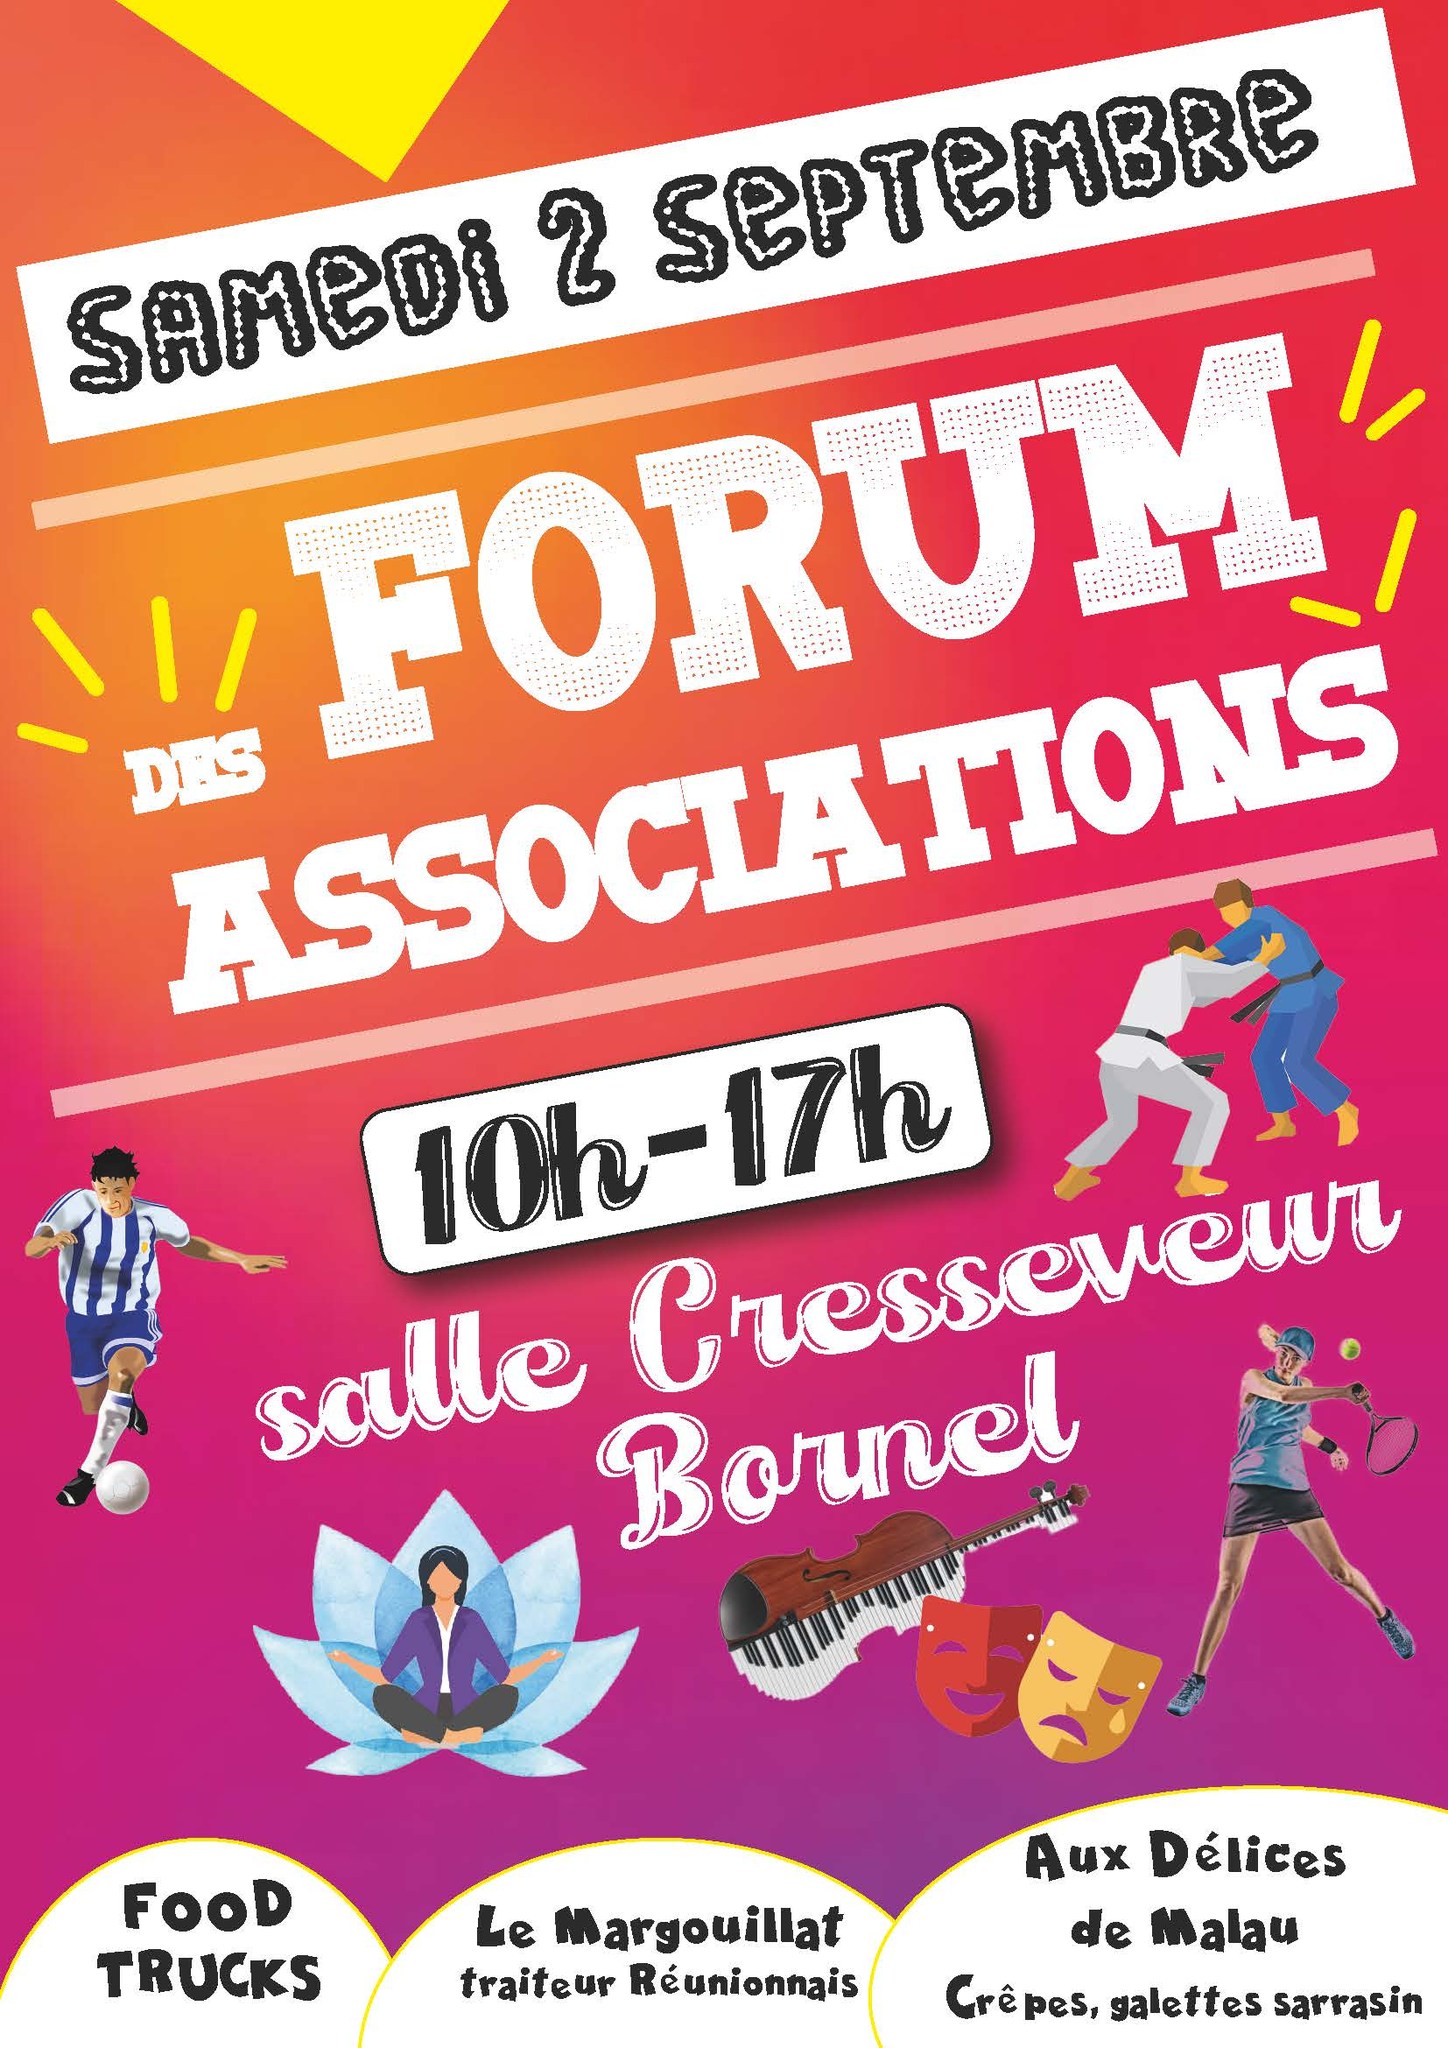 SAMEDI 2 SEPTEMBRE
FORUM
DES
ASSOCIATIONS
10h-17h
salle Cresseveur
Bornel
FOOD
TRUCKS
Le Margouillat
traiteur Réunionnais
Aux Délices
de Malau
Crêpes, galettes sarrasin